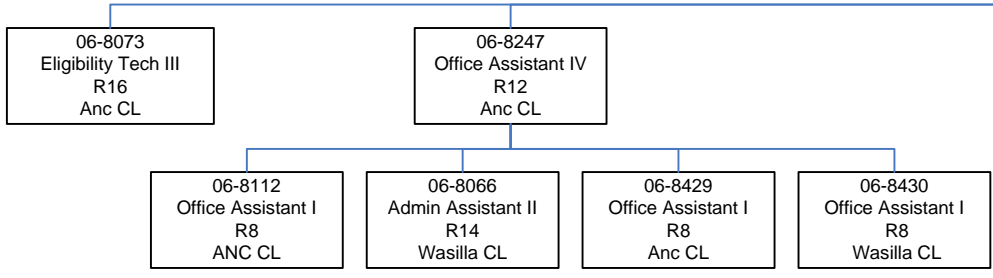 06-8073
Eligibility Tech III
R16
Anc CL
06-8247
Office Assistant IV
R12
Anc CL
06-8112
Office Assistant I
R8
ANC CL
06-8066
Admin Assistant II
R14
Wasilla CL
06-8429
Office Assistant I
R8
Anc CL
06-8430
Office Assistant I
R8
Wasilla CL